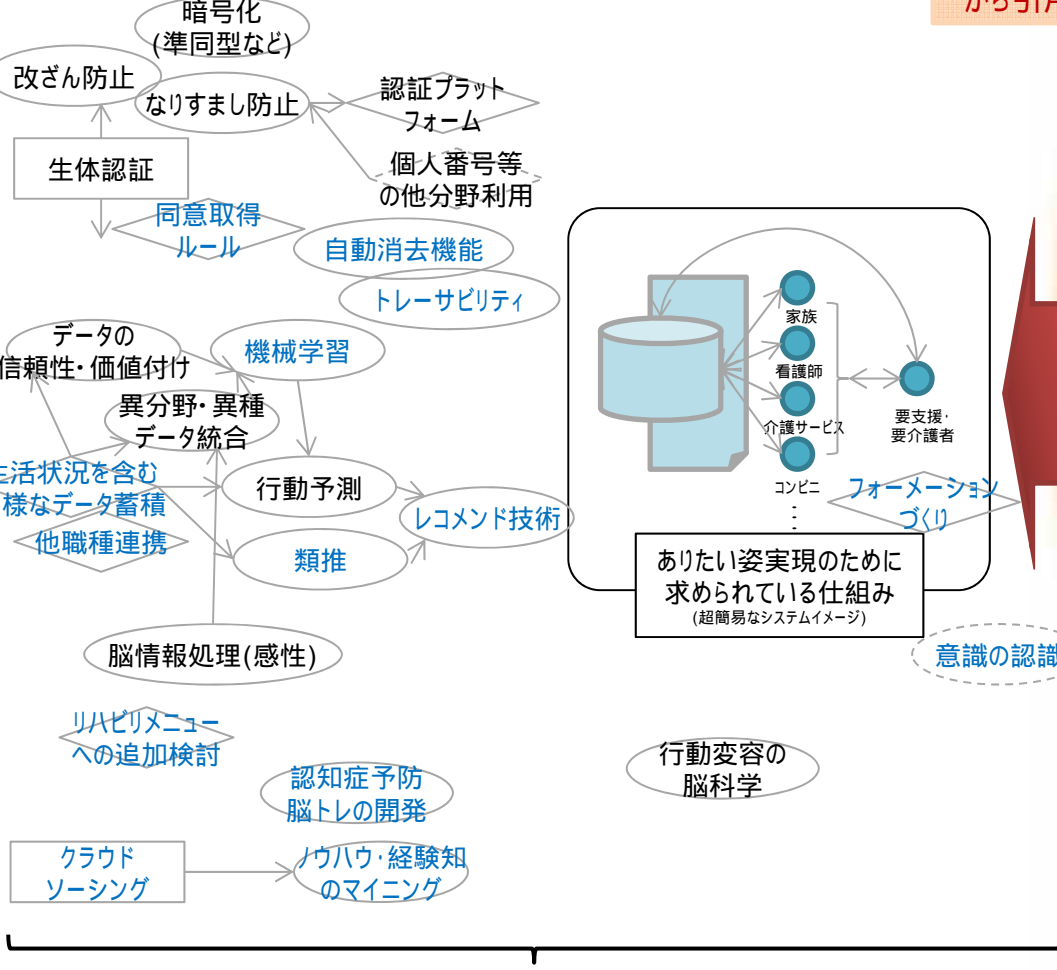 暗号化
(準同型など)
改ざん防止
なりすまし防止
認証プラット
フォーム
生体認証
個人番号等
の他分野利用
同意取得
ルール
自動消去機能
トレーサビリティ
データの
信頼性・価値付け
機械学習
異分野・異種
データ統合
生活状況を含む
様なデータ蓄積
他職種連携
行動予測
類推
レコメンド技術
家族
看護師
介護サービス
コンビニ
要支援・
要介護者
フォーメーション
づくり
ありたい姿実現のために
求められている仕組み
(超簡易なシステムイメージ)
脳情報処理(感性)
意識の認識
リハビリメニュー
への追加検討
行動変容の
脳科学
認知症予防
脳トレの開発
クラウド
ソーシング
ノウハウ・経験知
のマイニング